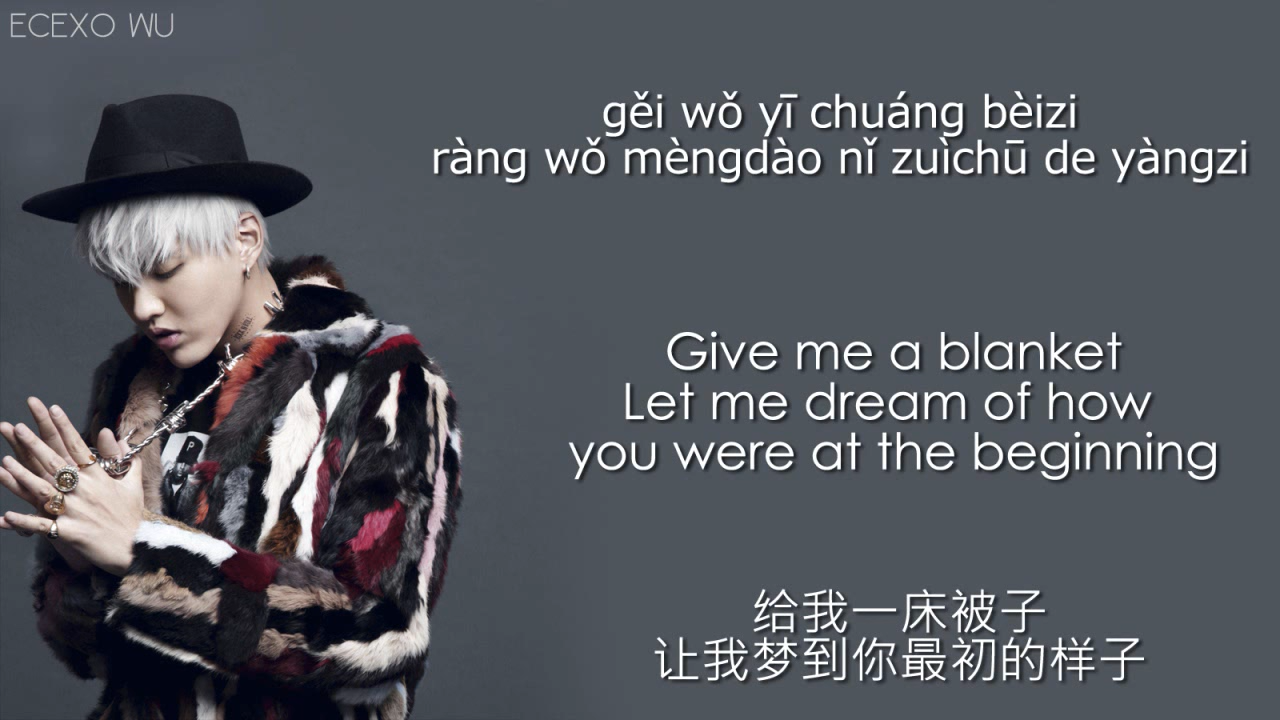 ECEXO WU
gěi wǒ yī chuáng bèizi
ràng wǒ mèngdào nǐ zuìchū de yàngzi
Give me a blanket
Let me dream of how
you were at the beginning
给我一床被子
让我梦到你最初的样子